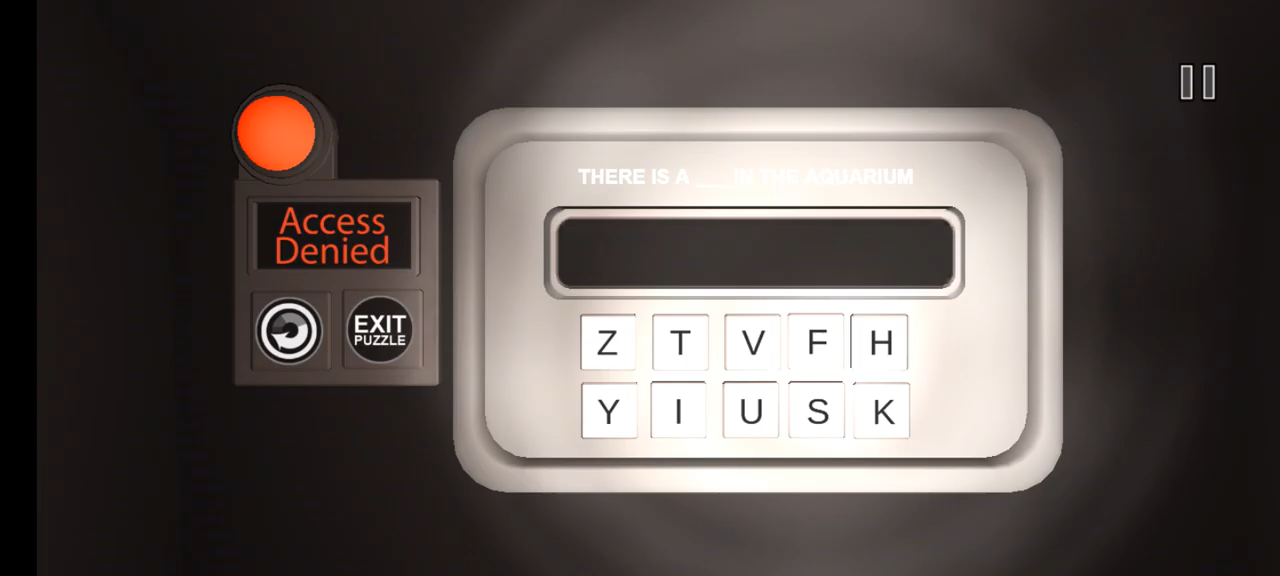 THERE IS A ___ IN THE AQUARIUM
Access
Denied
EXIT
PUZZLE
Z T V F H
Y I U S K